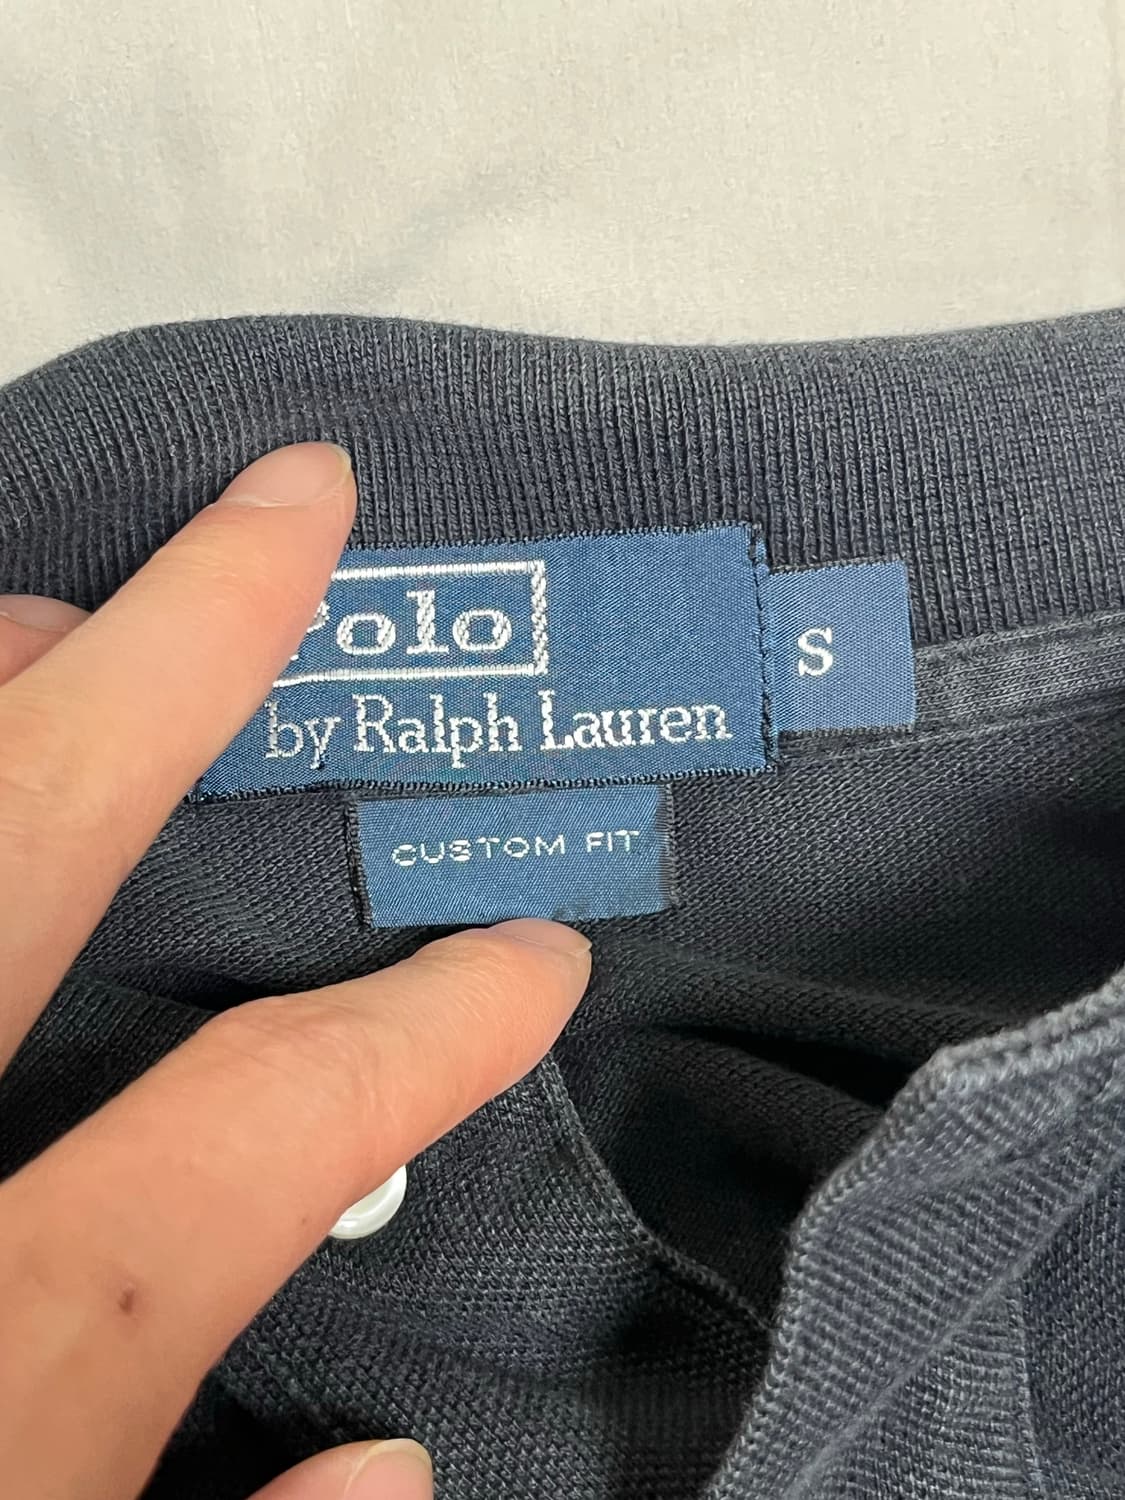 Polo
by Ralph Lauren
S
CUSTOM FIT